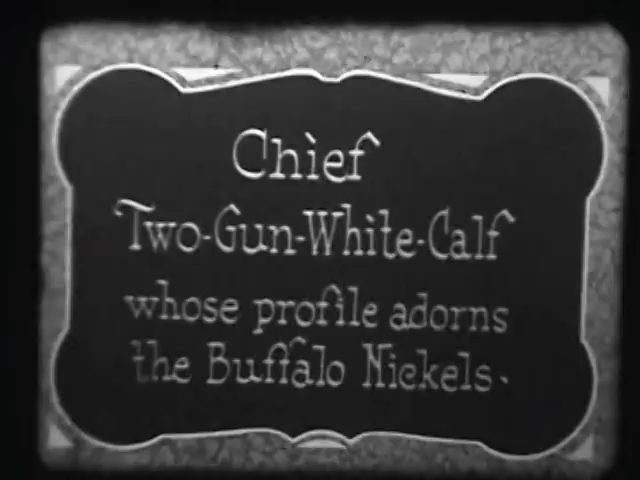 Chief
Two-Gun-White-Calf
whose profile adorns
the Buffalo Nickels.